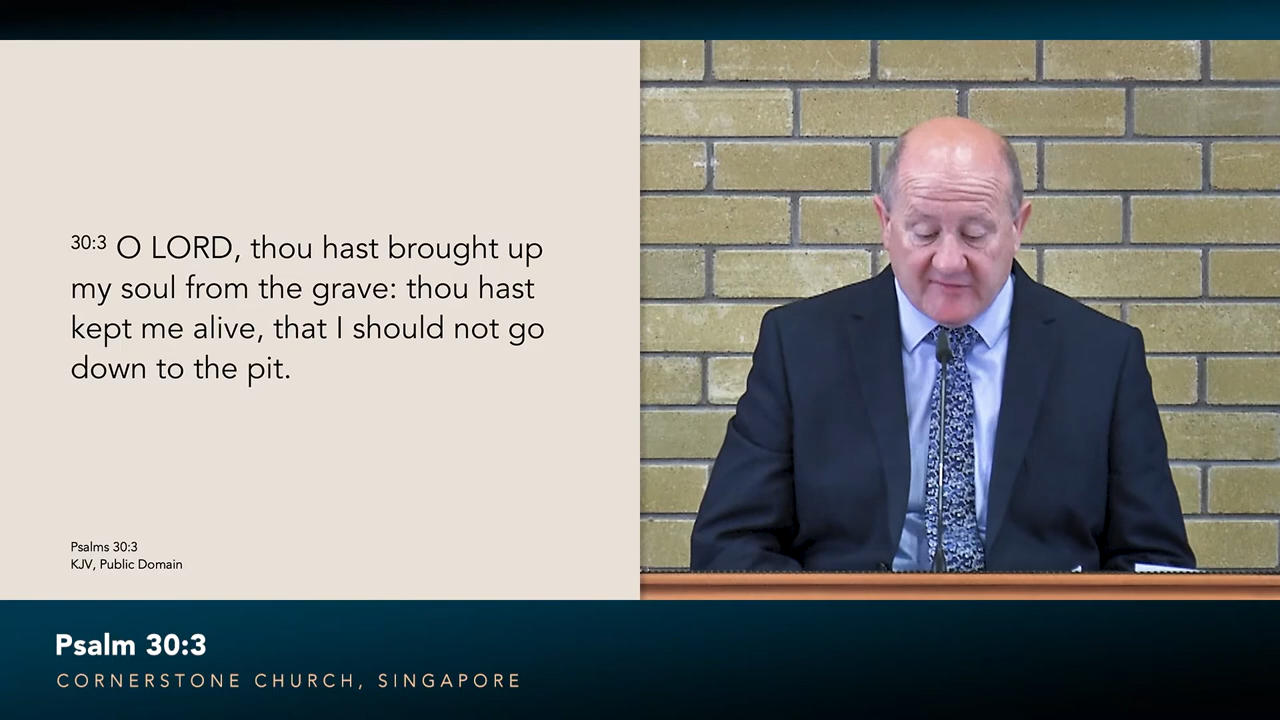 30:3 O LORD, thou hast brought up
my soul from the grave: thou hast
kept me alive, that I should not go
down to the pit.
Psalms 30:3
KJV, Public Domain
Psalm 30:3
CORNERSTONE CHURCH, SINGAPORE